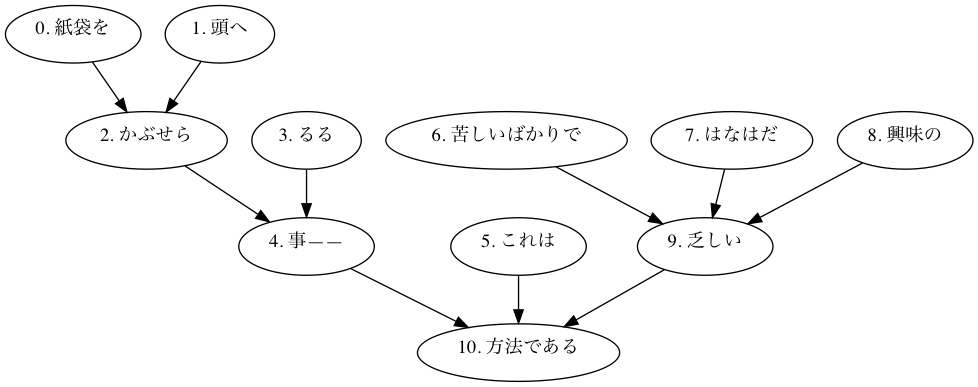 0. 紙袋を
1. 頭へ
2. かぶせら
3. るる
6. 苦しいばかりで
7. はなはだ
8. 興味の
4. 事——
5. これは
9. 乏しい
10. 方法である